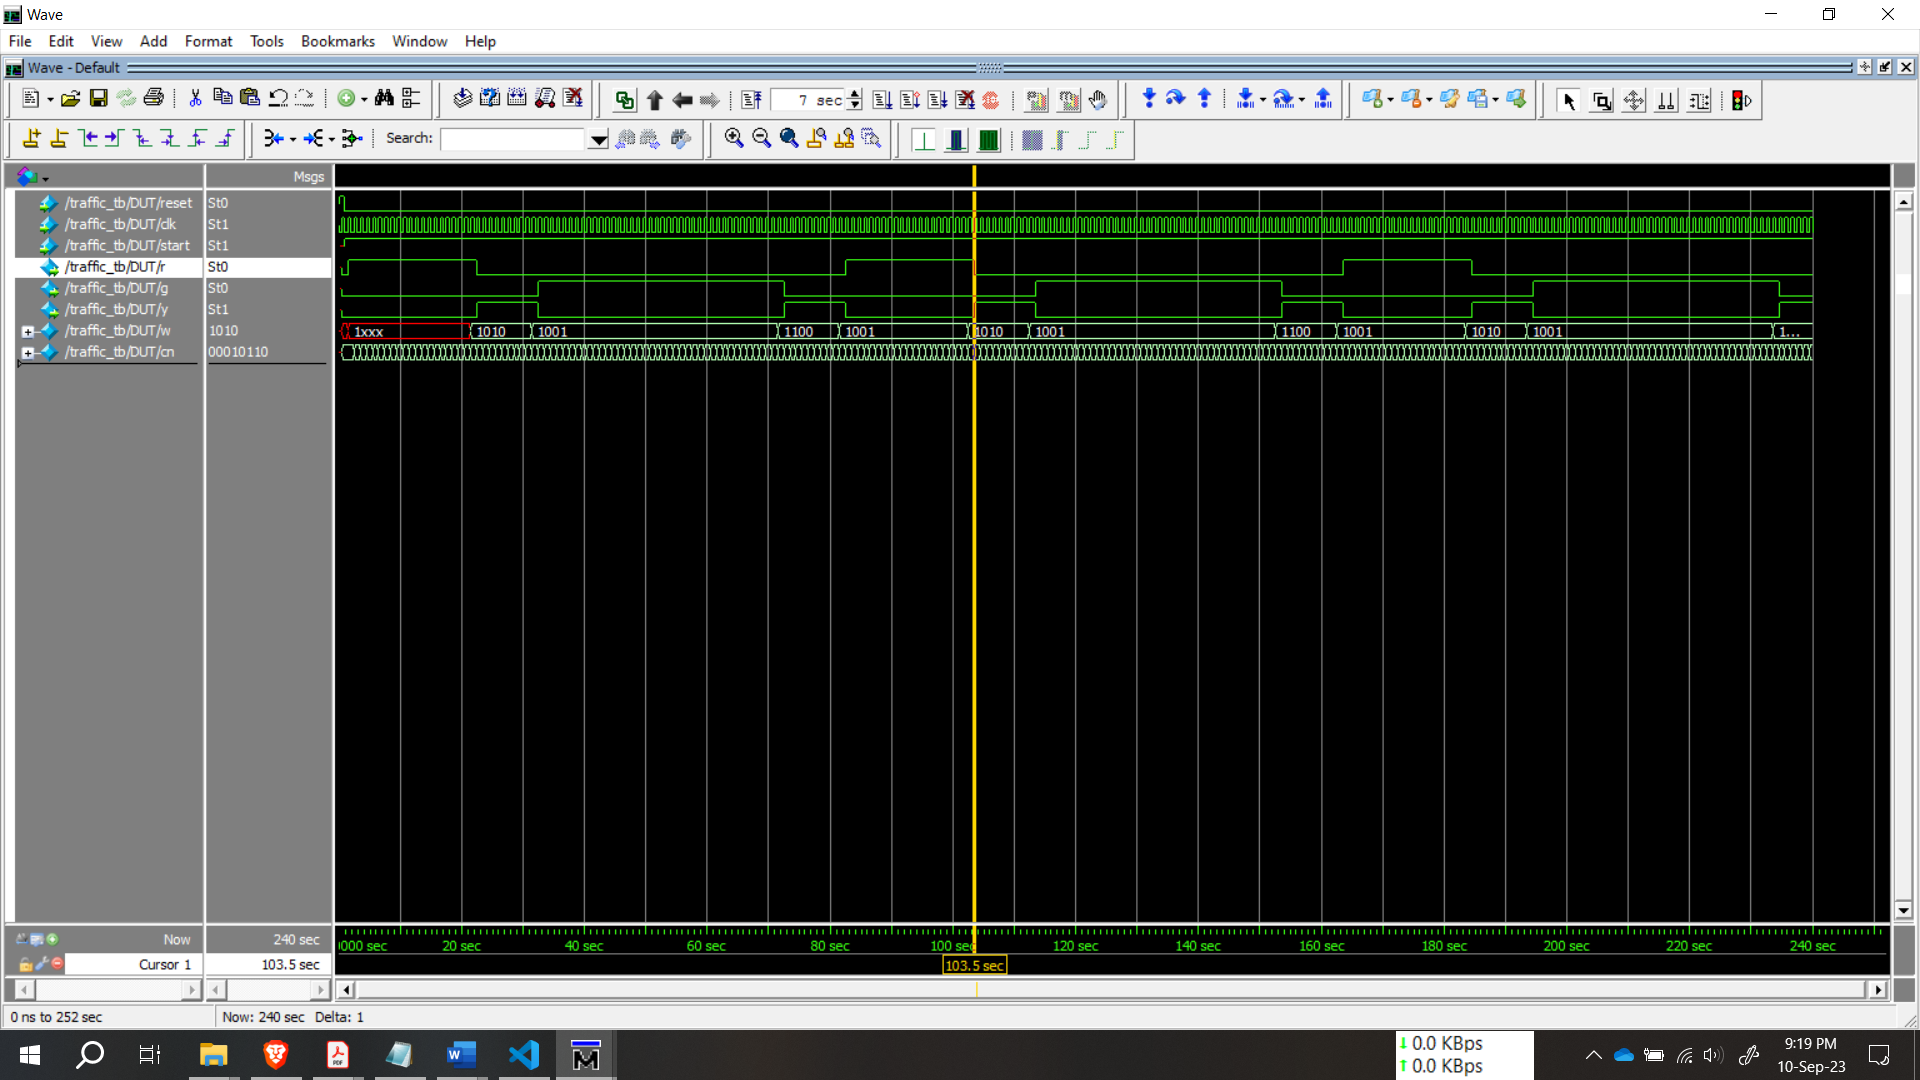 Wave
File Edit View Add Format Tools Bookmarks Window Help
Wave - Default
7 sec
Search:
Msgs
/traffic_tb/DUT/reset St0
/traffic_tb/DUT/clk St1
/traffic_tb/DUT/start St1
/traffic_tb/DUT/r St0
/traffic_tb/DUT/g St0
/traffic_tb/DUT/y St1
/traffic_tb/DUT/w 1010 1xxx 1010 1001 1100 1001 1010 1001 1100 1001 1010 1001 1...
/traffic_tb/DUT/cn 00010110
Now 240 sec 000 sec 20 sec 40 sec 60 sec 80 sec 100 sec 120 sec 140 sec 160 sec 180 sec 200 sec 220 sec 240 sec
Cursor 1 103.5 sec 103.5 sec
0 ns to 252 sec Now: 240 sec Delta: 1
PDF W M
0.0 KBps
0.0 KBps
9:19 PM
10-Sep-23